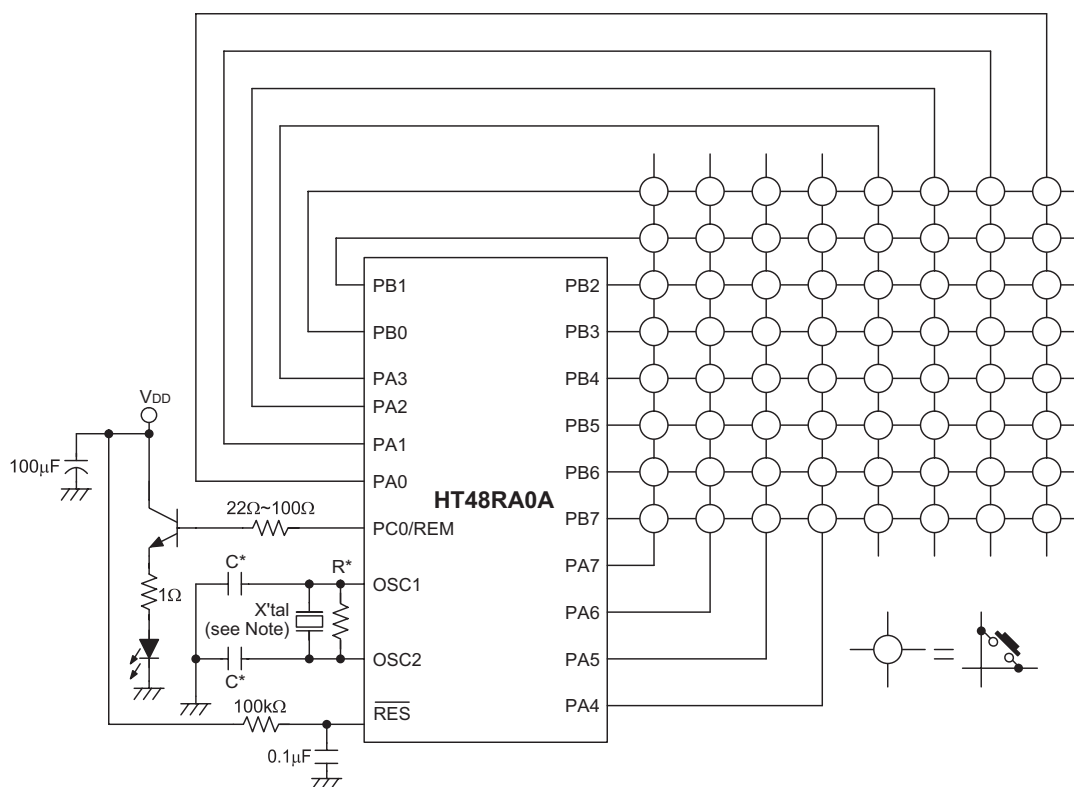 PB1
PB0
PA3
PA2
PA1
PA0
PC0/REM
OSC1
OSC2
RES
HT48RA0A
PB2
PB3
PB4
PB5
PB6
PB7
PA7
PA6
PA5
PA4
VDD
100μF
22Ω~100Ω
1Ω
C*
R*
X'tal
(see Note)
C*
100kΩ
0.1μF
=